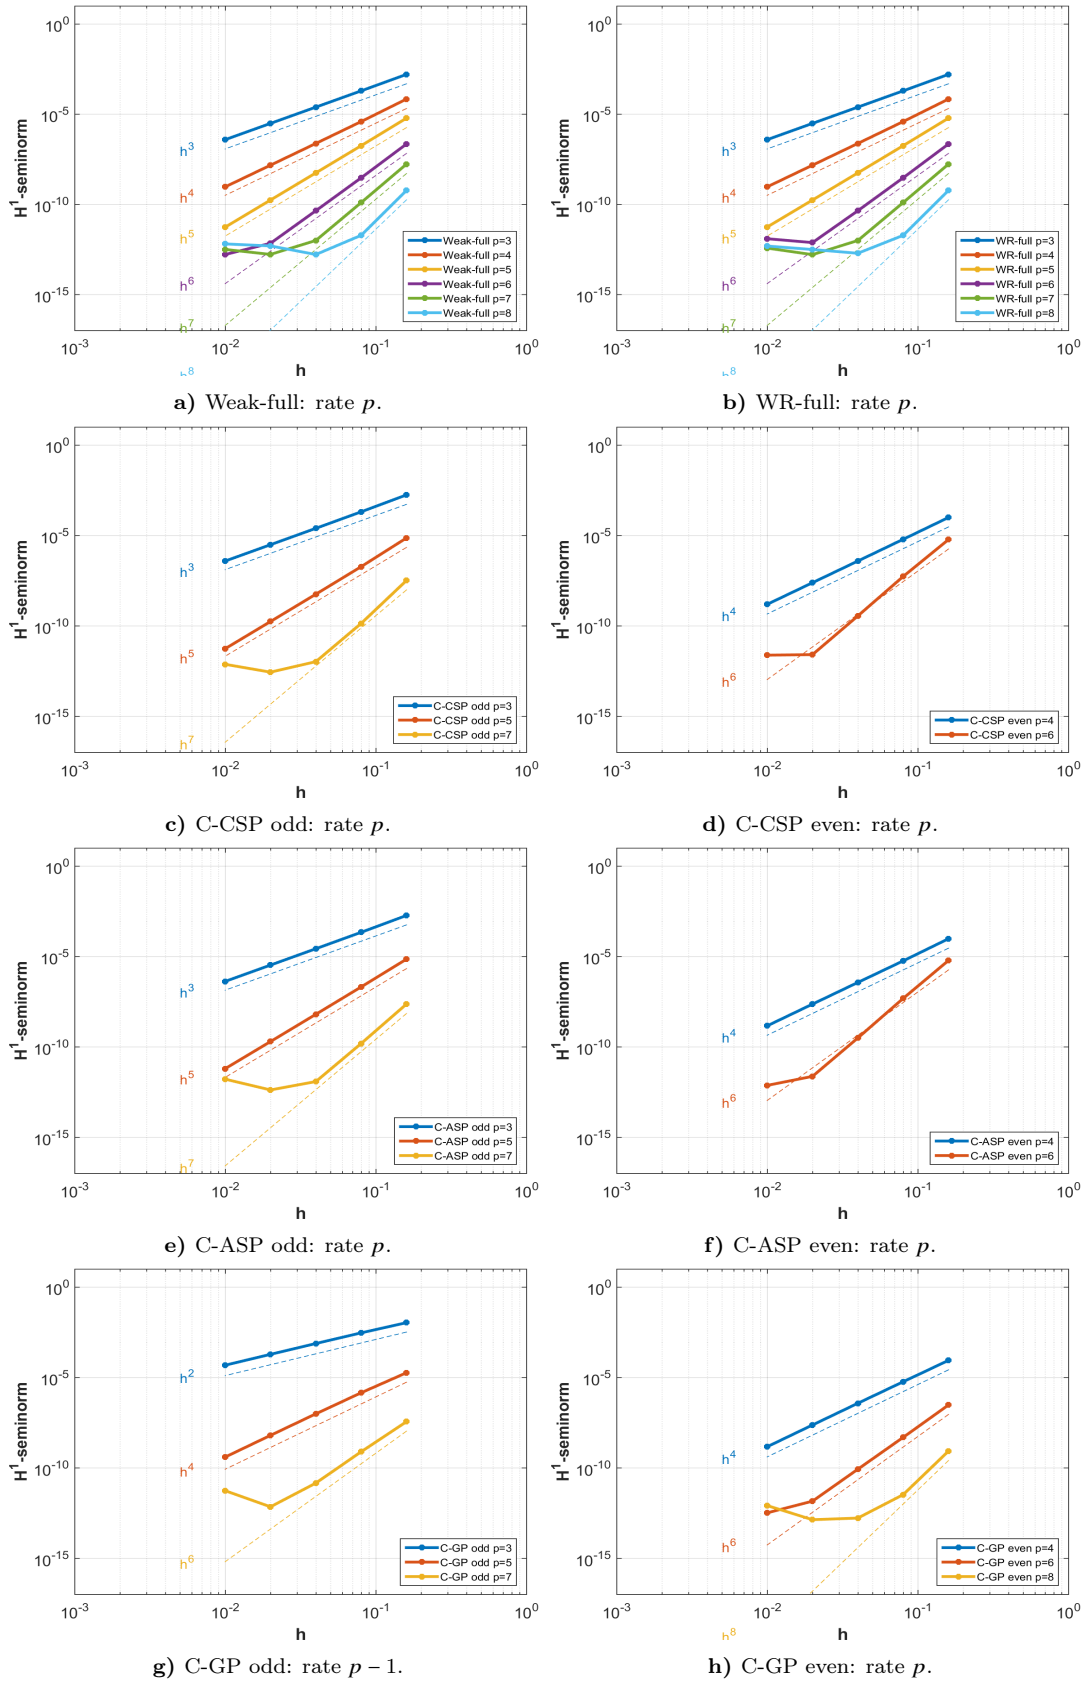 10^0
10^-5
10^-10
10^-15
H^1-seminorm
h^3
h^4
h^5
h^6
h^7
h^8
Weak-full p=3
Weak-full p=4
Weak-full p=5
Weak-full p=6
Weak-full p=7
Weak-full p=8
10^-3 10^-2 10^-1 10^0
h
a) Weak-full: rate p.
10^0
10^-5
10^-10
10^-15
H^1-seminorm
h^3
h^4
h^5
h^6
h^7
h^8
WR-full p=3
WR-full p=4
WR-full p=5
WR-full p=6
WR-full p=7
WR-full p=8
10^-3 10^-2 10^-1 10^0
h
b) WR-full: rate p.
10^0
10^-5
10^-10
10^-15
H^1-seminorm
h^3
h^5
h^7
C-CSP odd p=3
C-CSP odd p=5
C-CSP odd p=7
10^-3 10^-2 10^-1 10^0
h
c) C-CSP odd: rate p.
10^0
10^-5
10^-10
10^-15
H^1-seminorm
h^4
h^6
C-CSP even p=4
C-CSP even p=6
10^-3 10^-2 10^-1 10^0
h
d) C-CSP even: rate p.
10^0
10^-5
10^-10
10^-15
H^1-seminorm
h^3
h^5
h^7
C-ASP odd p=3
C-ASP odd p=5
C-ASP odd p=7
10^-3 10^-2 10^-1 10^0
h
e) C-ASP odd: rate p.
10^0
10^-5
10^-10
10^-15
H^1-seminorm
h^4
h^6
C-ASP even p=4
C-ASP even p=6
10^-3 10^-2 10^-1 10^0
h
f) C-ASP even: rate p.
10^0
10^-5
10^-10
10^-15
H^1-seminorm
h^2
h^4
h^6
C-GP odd p=3
C-GP odd p=5
C-GP odd p=7
10^-3 10^-2 10^-1 10^0
h
g) C-GP odd: rate p − 1.
10^0
10^-5
10^-10
10^-15
H^1-seminorm
h^4
h^6
h^8
C-GP even p=4
C-GP even p=6
C-GP even p=8
10^-3 10^-2 10^-1 10^0
h
h) C-GP even: rate p.